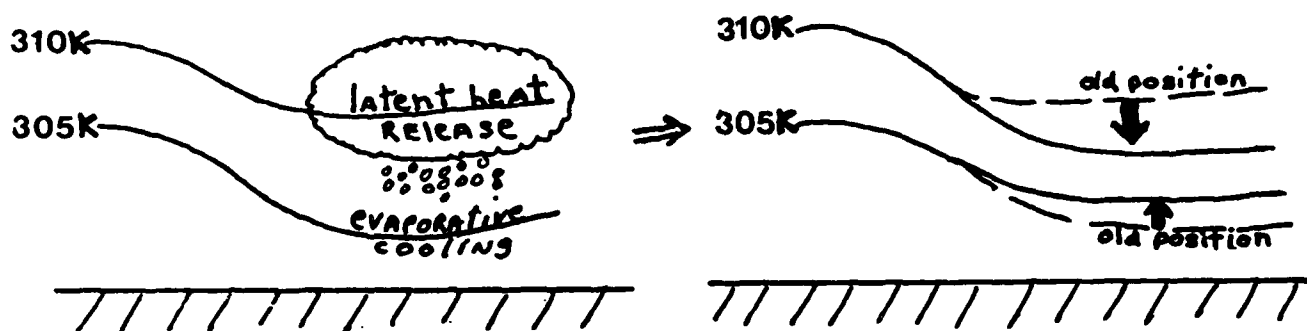 310K
latent heat
RELEASE
305K
evaporative
cooling
310K
old position
305K
old position